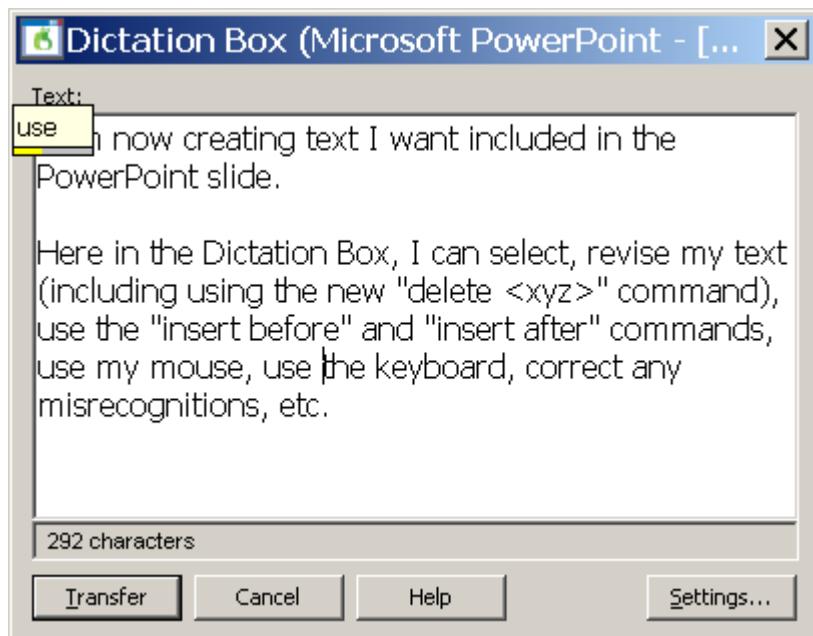 Dictation Box (Microsoft PowerPoint - [...
Text:
use
now creating text I want included in the
PowerPoint slide.
Here in the Dictation Box, I can select, revise my text
(including using the new "delete <xyz>" command),
use the "insert before" and "insert after" commands,
use my mouse, use the keyboard, correct any
misrecognitions, etc.
292 characters
Transfer Cancel Help Settings...